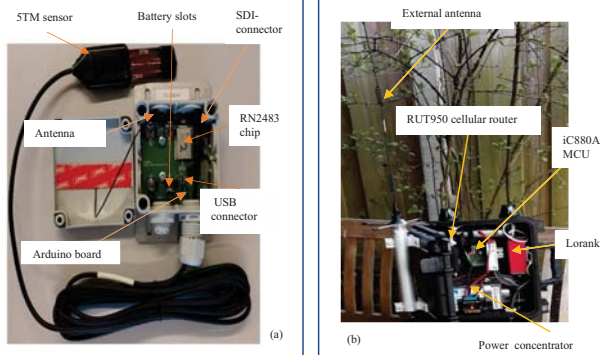 5TM sensor
Battery slots
SDI-
connector
Antenna
RN2483
chip
USB
connector
Arduino board
(a)
External antenna
RUT950 cellular router
iC880A
MCU
Lorank
Power concentrator
(b)